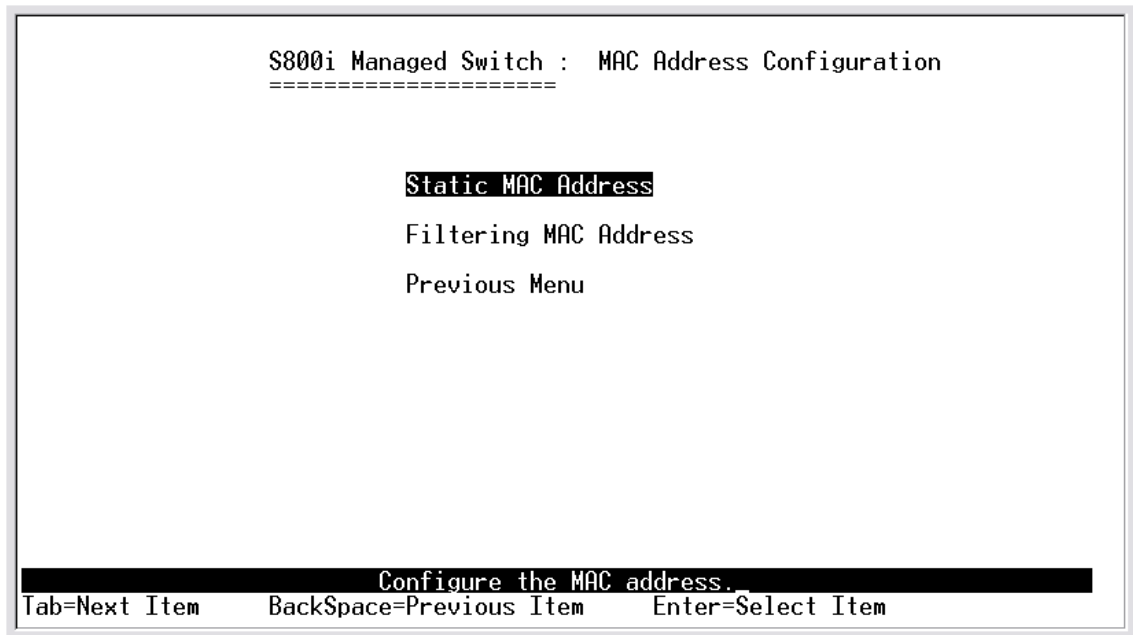 S800i Managed Switch :  MAC Address Configuration
=====================
Static MAC Address
Filtering MAC Address
Previous Menu
Configure the MAC address._
Tab=Next Item     BackSpace=Previous Item     Enter=Select Item